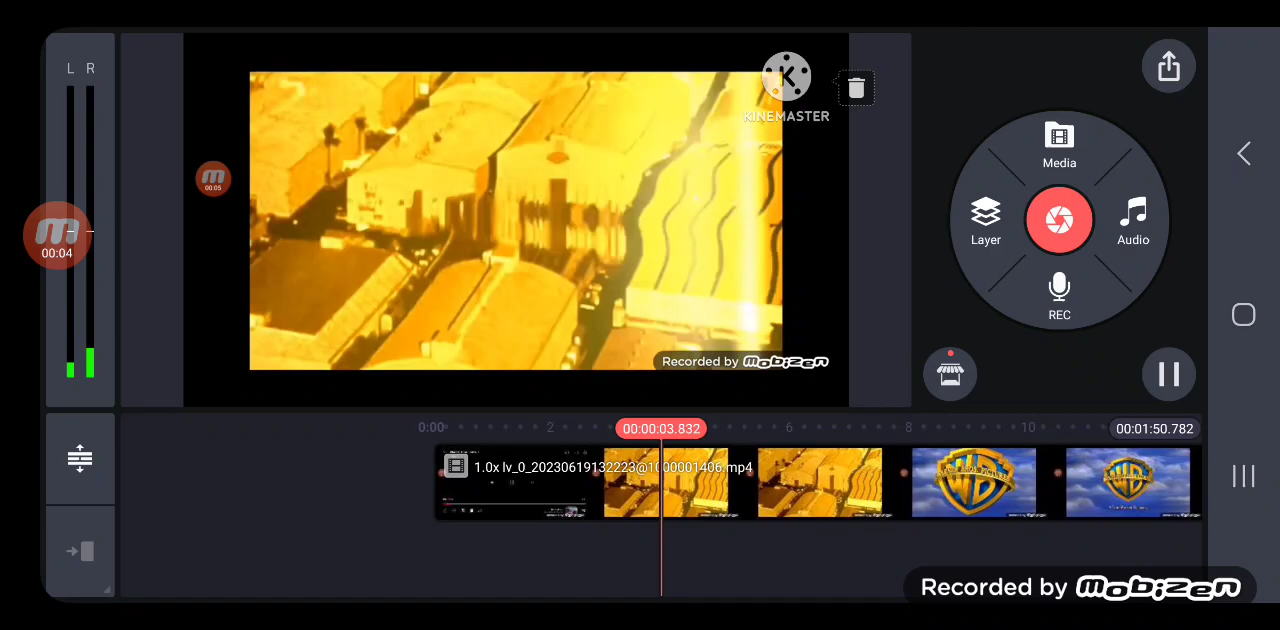 L R
KINEMASTER
00:05
00:04
Recorded by mobizen
Media
Layer
Audio
REC
0:00 2 00:00:03.832 6 8 10 00:01:50.782
1.0x lv_0_20230619132223@1000001406.mp4
Recorded by mobizen